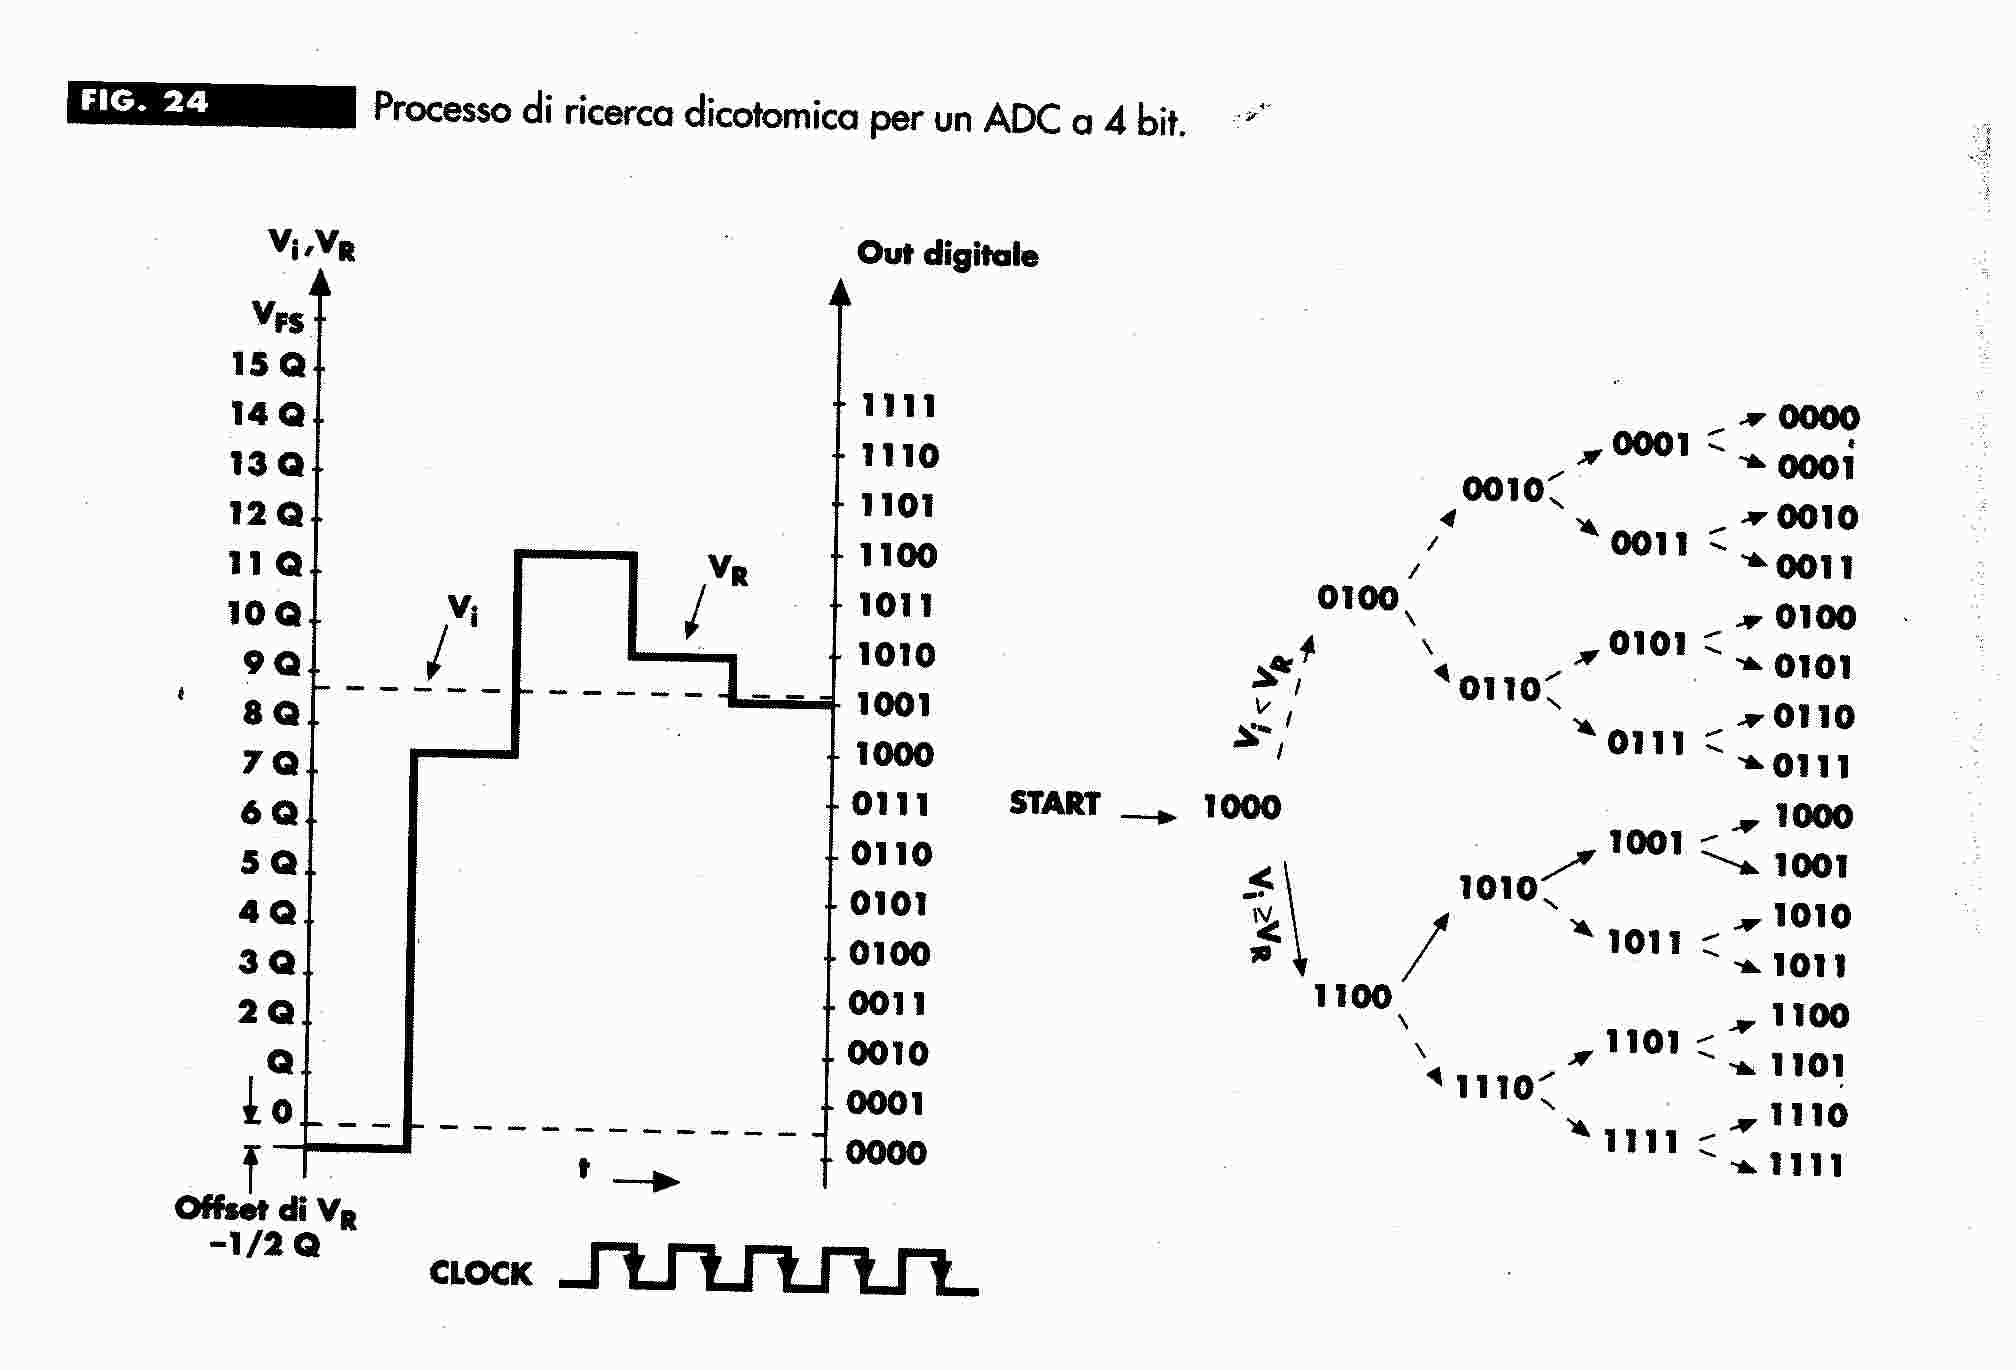 FIG. 24 Processo di ricerca dicotomica per un ADC a 4 bit.
Vi,VR
VFS
15 Q
14 Q
13 Q
12 Q
11 Q
10 Q
9 Q
8 Q
7 Q
6 Q
5 Q
4 Q
3 Q
2 Q
Q
0
Offset di VR
–1/2 Q
Vi
VR
t
CLOCK
Out digitale
1111
1110
1101
1100
1011
1010
1001
1000
0111
0110
0101
0100
0011
0010
0001
0000
START
1000
Vi < VR
Vi ≥ VR
0100
1100
0010
0110
1010
1110
0001
0011
0101
0111
1001
1011
1101
1111
0000
0001
0010
0011
0100
0101
0110
0111
1000
1001
1010
1011
1100
1101
1110
1111